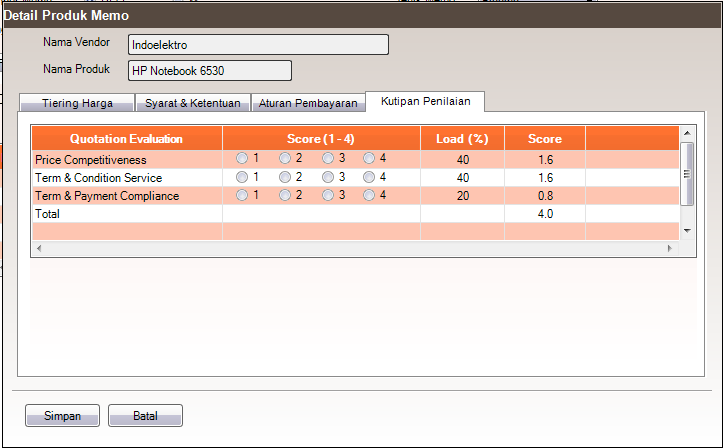 Detail Produk Memo
Nama Vendor Indoelektro
Nama Produk HP Notebook 6530
Tiering Harga Syarat & Ketentuan Aturan Pembayaran Kutipan Penilaian
Quotation Evaluation Score (1 - 4) Load (%) Score
Price Competitiveness 1 2 3 4 40 1.6
Term & Condition Service 1 2 3 4 40 1.6
Term & Payment Compliance 1 2 3 4 20 0.8
Total 4.0
Simpan Batal